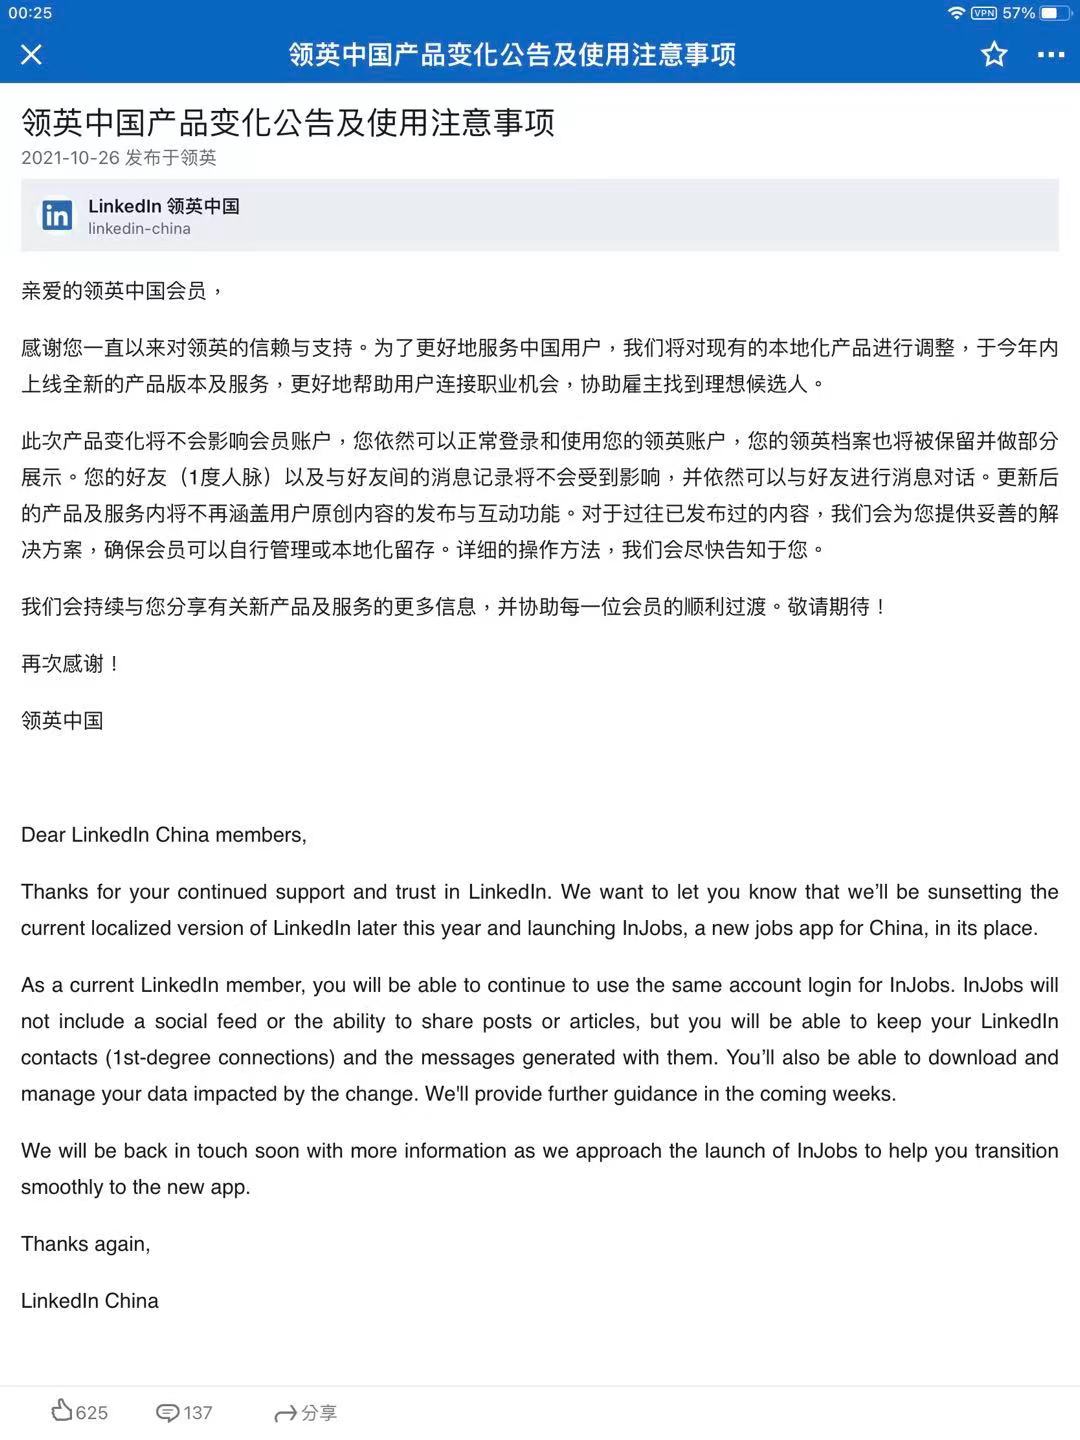 00:25
VPN 57%
领英中国产品变化公告及使用注意事项
领英中国产品变化公告及使用注意事项
2021-10-26 发布于领英
in
LinkedIn 领英中国
linkedin-china
亲爱的领英中国会员，
感谢您一直以来对领英的信赖与支持。为了更好地服务中国用户，我们将对现有的本地化产品进行调整，于今年内
上线全新的产品版本及服务，更好地帮助用户连接职业机会，协助雇主找到理想候选人。
此次产品变化将不会影响会员账户，您依然可以正常登录和使用您的领英账户，您的领英档案也将被保留并做部分
展示。您的好友（1度人脉）以及与好友间的消息记录将不会受到影响，并依然可以与好友进行消息对话。更新后
的产品及服务内将不再涵盖用户原创内容的发布与互动功能。对于过往已发布过的内容，我们会为您提供妥善的解
决方案，确保会员可以自行管理或本地化留存。详细的操作方法，我们会尽快告知于您。
我们会持续与您分享有关新产品及服务的更多信息，并协助每一位会员的顺利过渡。敬请期待！
再次感谢！
领英中国
Dear LinkedIn China members,
Thanks for your continued support and trust in LinkedIn. We want to let you know that we’ll be sunsetting the
current localized version of LinkedIn later this year and launching InJobs, a new jobs app for China, in its place.
As a current LinkedIn member, you will be able to continue to use the same account login for InJobs. InJobs will
not include a social feed or the ability to share posts or articles, but you will be able to keep your LinkedIn
contacts (1st-degree connections) and the messages generated with them. You’ll also be able to download and
manage your data impacted by the change. We'll provide further guidance in the coming weeks.
We will be back in touch soon with more information as we approach the launch of InJobs to help you transition
smoothly to the new app.
Thanks again,
LinkedIn China
625 137 分享